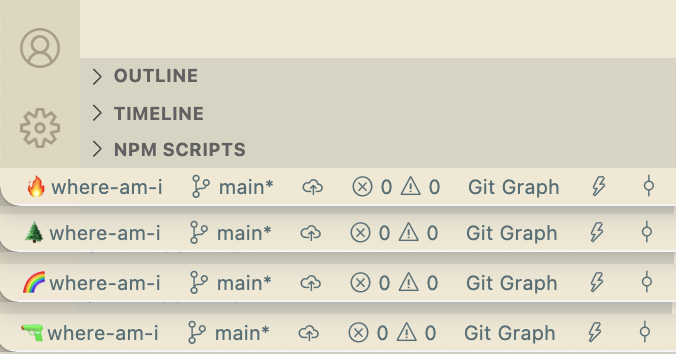 OUTLINE
TIMELINE
NPM SCRIPTS
🔥 where-am-i main* 0 0 Git Graph
🌲 where-am-i main* 0 0 Git Graph
🌈 where-am-i main* 0 0 Git Graph
🔫 where-am-i main* 0 0 Git Graph